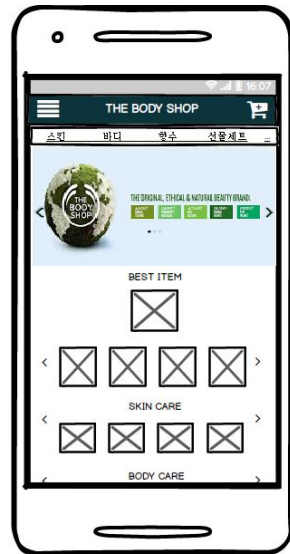 16:07
THE BODY SHOP
스킨 바디 향수 선물세트 ...
THE
BODY
SHOP
THE ORIGINAL, ETHICAL & NATURAL BEAUTY BRAND.
BEST ITEM
SKIN CARE
BODY CARE